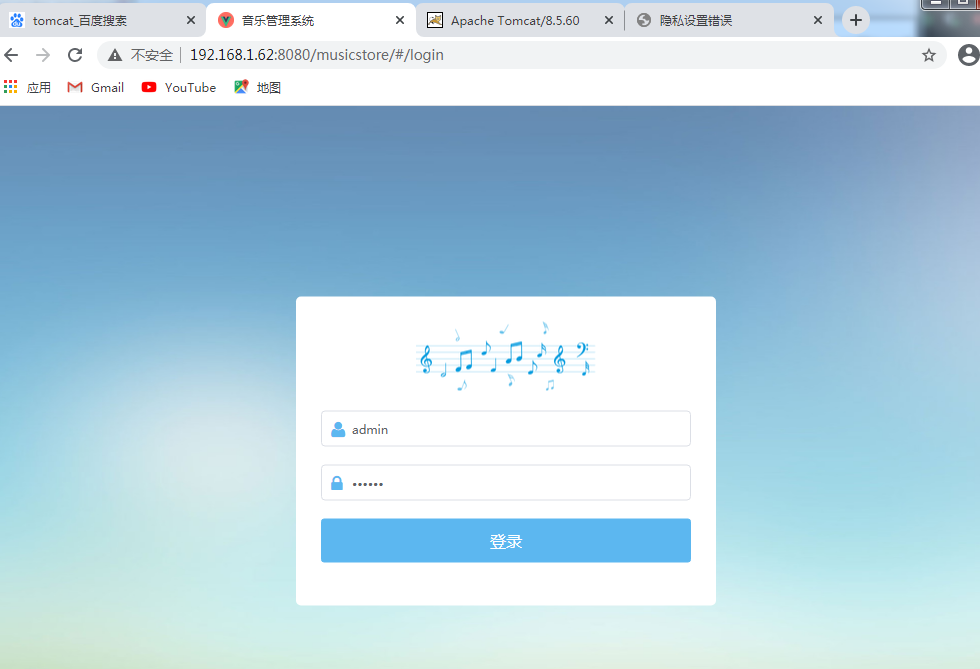 tomcat_百度搜索
音乐管理系统
Apache Tomcat/8.5.60
隐私设置错误
不安全
192.168.1.62:8080/musicstore/#/login
应用
Gmail
YouTube
地图
admin
••••••
登录